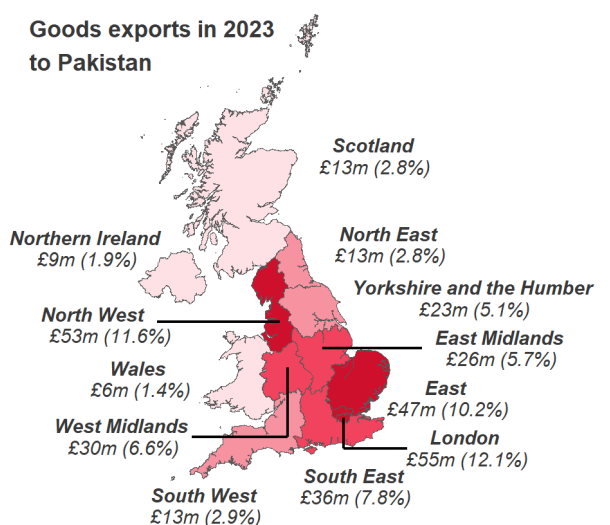 Goods exports in 2023
to Pakistan
Scotland
£13m (2.8%)
Northern Ireland
£9m (1.9%)
North East
£13m (2.8%)
Yorkshire and the Humber
£23m (5.1%)
North West
£53m (11.6%)
East Midlands
£26m (5.7%)
Wales
£6m (1.4%)
East
£47m (10.2%)
West Midlands
£30m (6.6%)
London
£55m (12.1%)
South East
£36m (7.8%)
South West
£13m (2.9%)